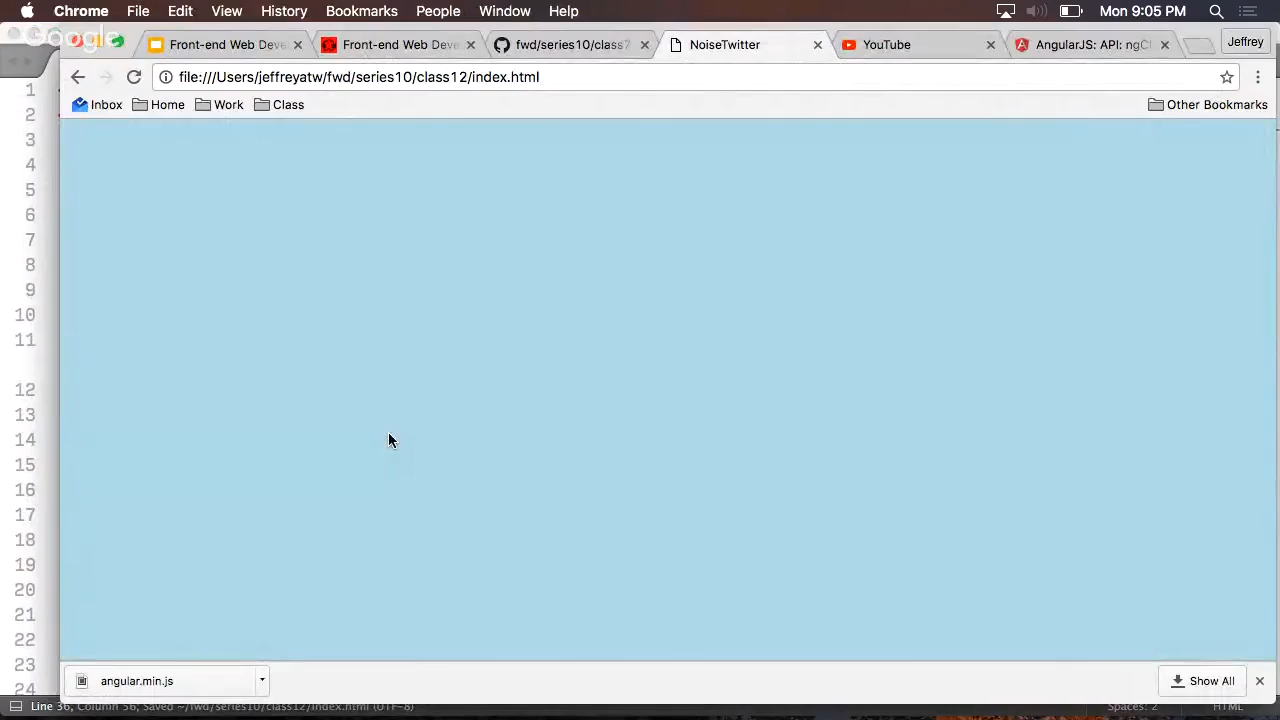 Chrome File Edit View History Bookmarks People Window Help Mon 9:05 PM
Google
Front-end Web Deve
Front-end Web Deve
fwd/series10/class7
NoiseTwitter
YouTube
AngularJS: API: ngCl
Jeffrey
file:///Users/jeffreyatw/fwd/series10/class12/index.html
Inbox Home Work Class Other Bookmarks
1
2
3
4
5
6
7
8
9
10
11
12
13
14
15
16
17
18
19
20
21
22
23
24
angular.min.js Show All
Line 36, Column 56, Saved ~/fwd/series10/class12/index.html (UTF-8) Spaces: 2 HTML